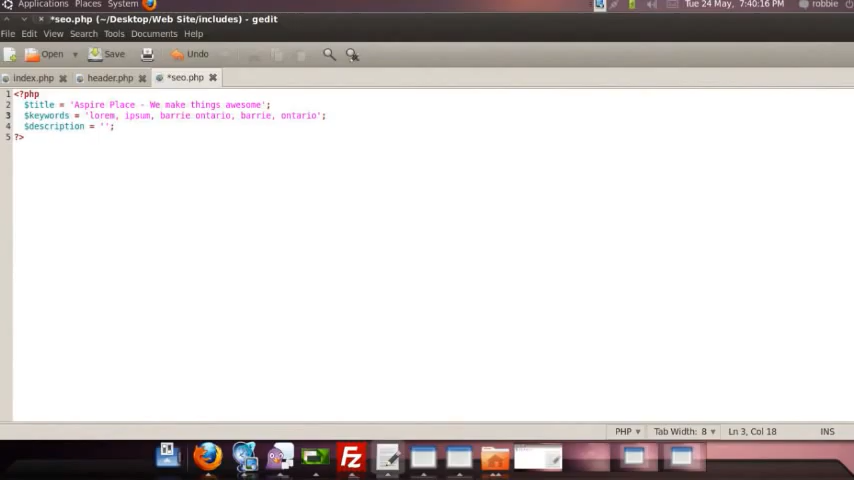 Applications Places System
Tue 24 May, 7:40:16 PM robbie
*seo.php (~/Desktop/Web Site/includes) - gedit
File Edit View Search Tools Documents Help
Open Save Undo
index.php header.php *seo.php
1 <?php
2 $title = 'Aspire Place - We make things awesome';
3 $keywords = 'lorem, ipsum, barrie ontario, barrie, ontario';
4 $description = '';
5 ?>
PHP Tab Width: 8 Ln 3, Col 18 INS
Fz